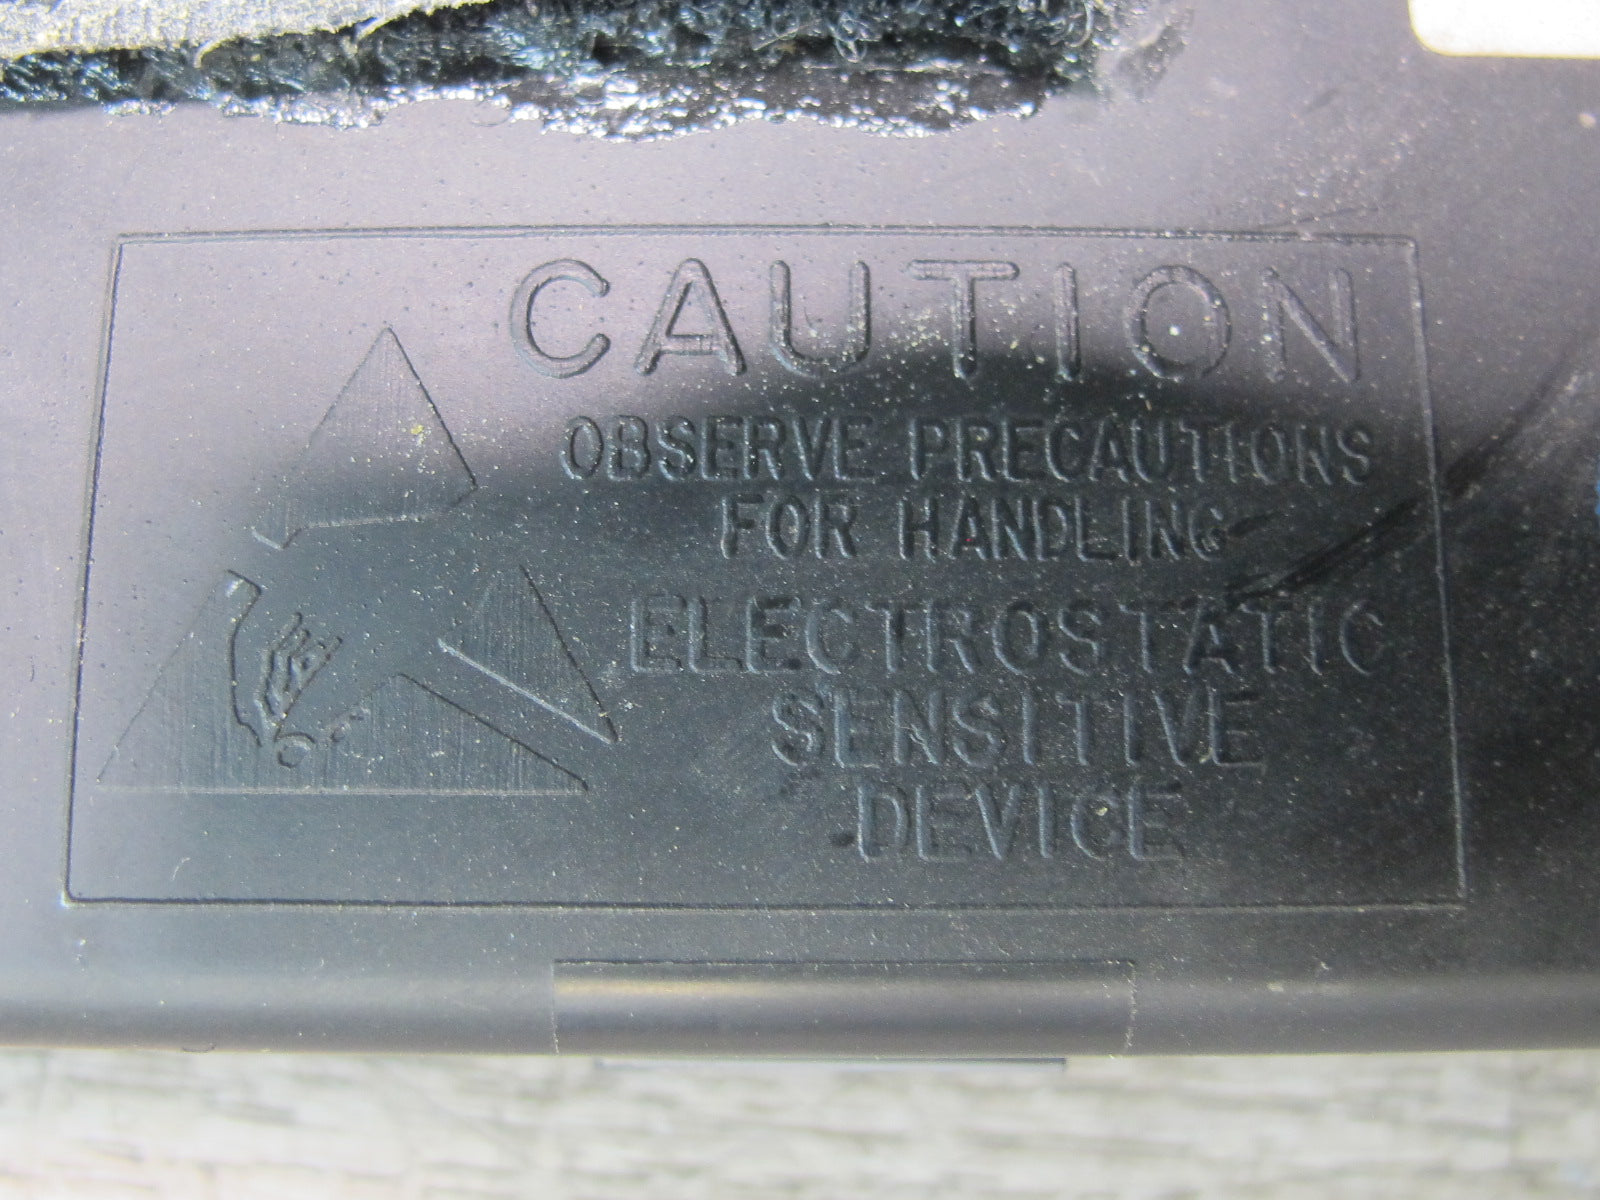 CAUTION
OBSERVE PRECAUTIONS
FOR HANDLING
ELECTROSTATIC
SENSITIVE
DEVICE